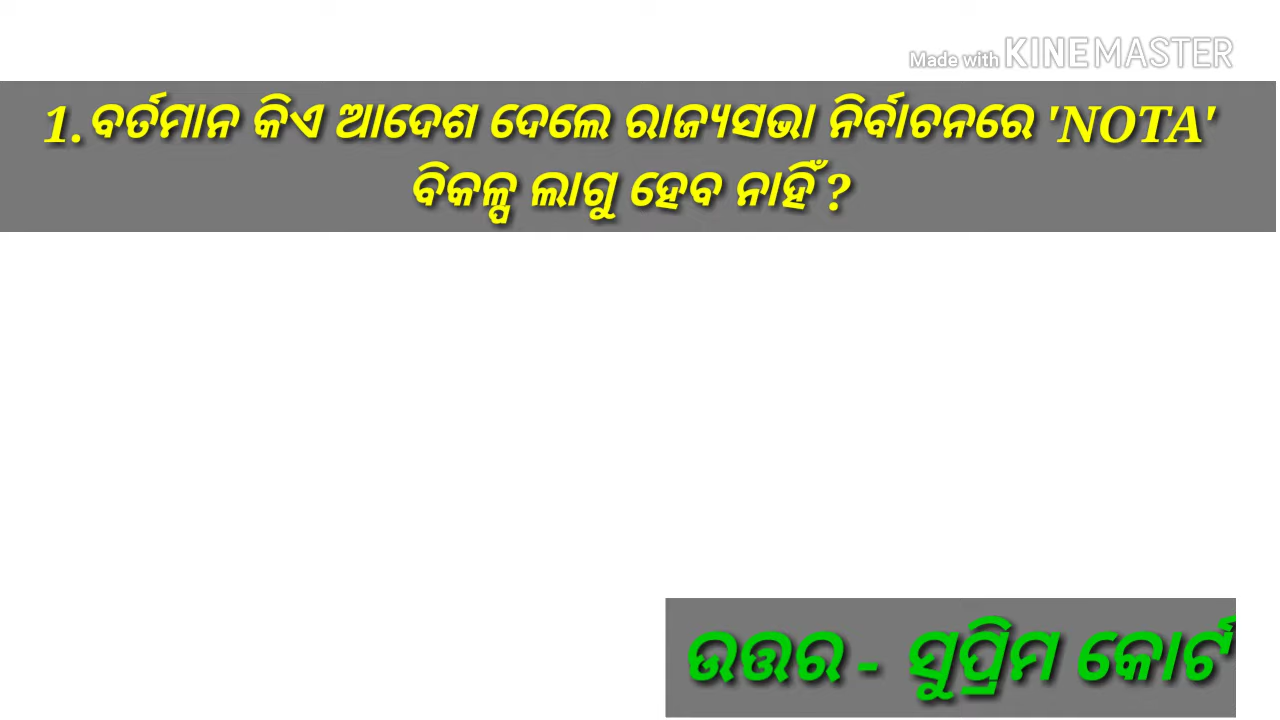 Made with KINEMASTER
1. ବର୍ତମାନ କିଏ ଆଦେଶ ଦେଲେ ରାଜ୍ୟସଭା ନିର୍ବାଚନରେ 'NOTA'
ବିକଳ୍ପ ଲାଗୁ ହେବ ନାହିଁ ?
ଉତ୍ତର - ସୁପ୍ରିମ କୋର୍ଟ